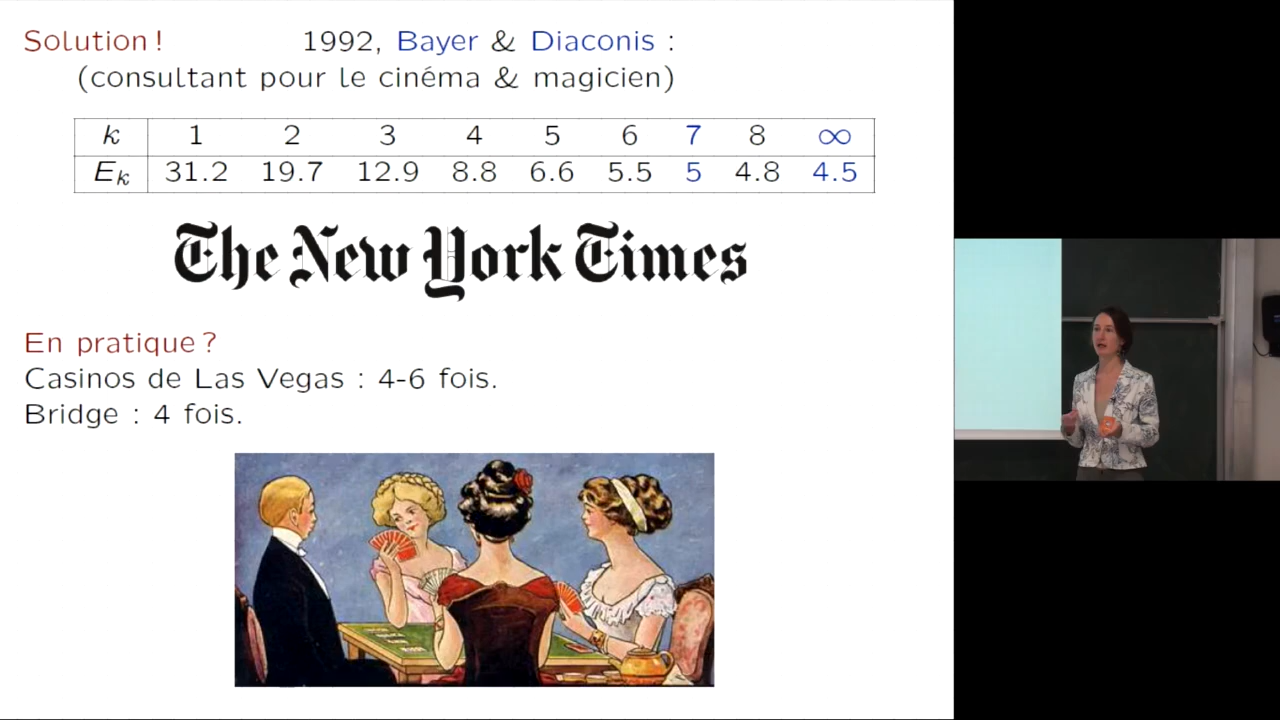 Solution ! 1992, Bayer & Diaconis :
(consultant pour le cinéma & magicien)
k 1 2 3 4 5 6 7 8 ∞
E_k 31.2 19.7 12.9 8.8 6.6 5.5 5 4.8 4.5
The New York Times
En pratique ?
Casinos de Las Vegas : 4-6 fois.
Bridge : 4 fois.